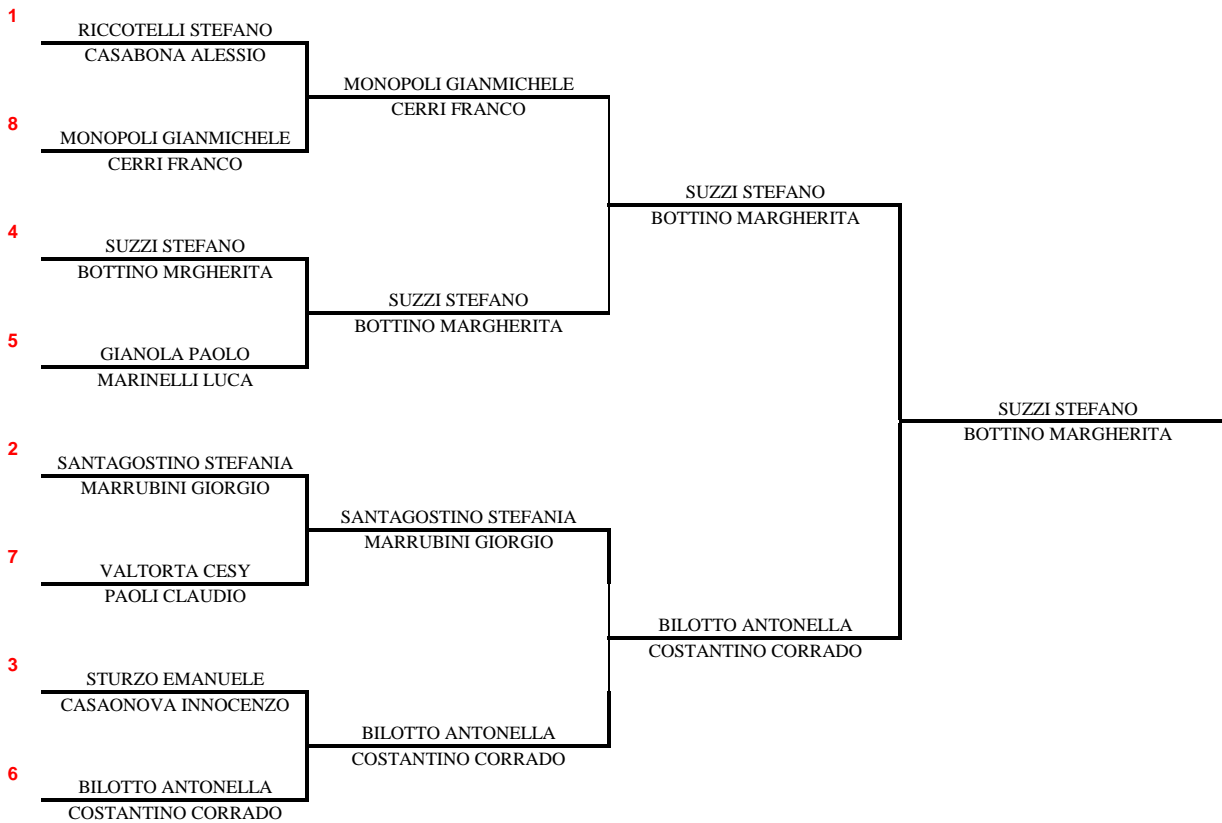 1
RICCOTELLI STEFANO
CASABONA ALESSIO
MONOPOLI GIANMICHELE
CERRI FRANCO
8
MONOPOLI GIANMICHELE
CERRI FRANCO
SUZZI STEFANO
BOTTINO MARGHERITA
4
SUZZI STEFANO
BOTTINO MRGHERITA
SUZZI STEFANO
BOTTINO MARGHERITA
5
GIANOLA PAOLO
MARINELLI LUCA
SUZZI STEFANO
BOTTINO MARGHERITA
2
SANTAGOSTINO STEFANIA
MARRUBINI GIORGIO
SANTAGOSTINO STEFANIA
MARRUBINI GIORGIO
7
VALTORTA CESY
PAOLI CLAUDIO
BILOTTO ANTONELLA
COSTANTINO CORRADO
3
STURZO EMANUELE
CASAONOVA INNOCENZO
BILOTTO ANTONELLA
COSTANTINO CORRADO
6
BILOTTO ANTONELLA
COSTANTINO CORRADO